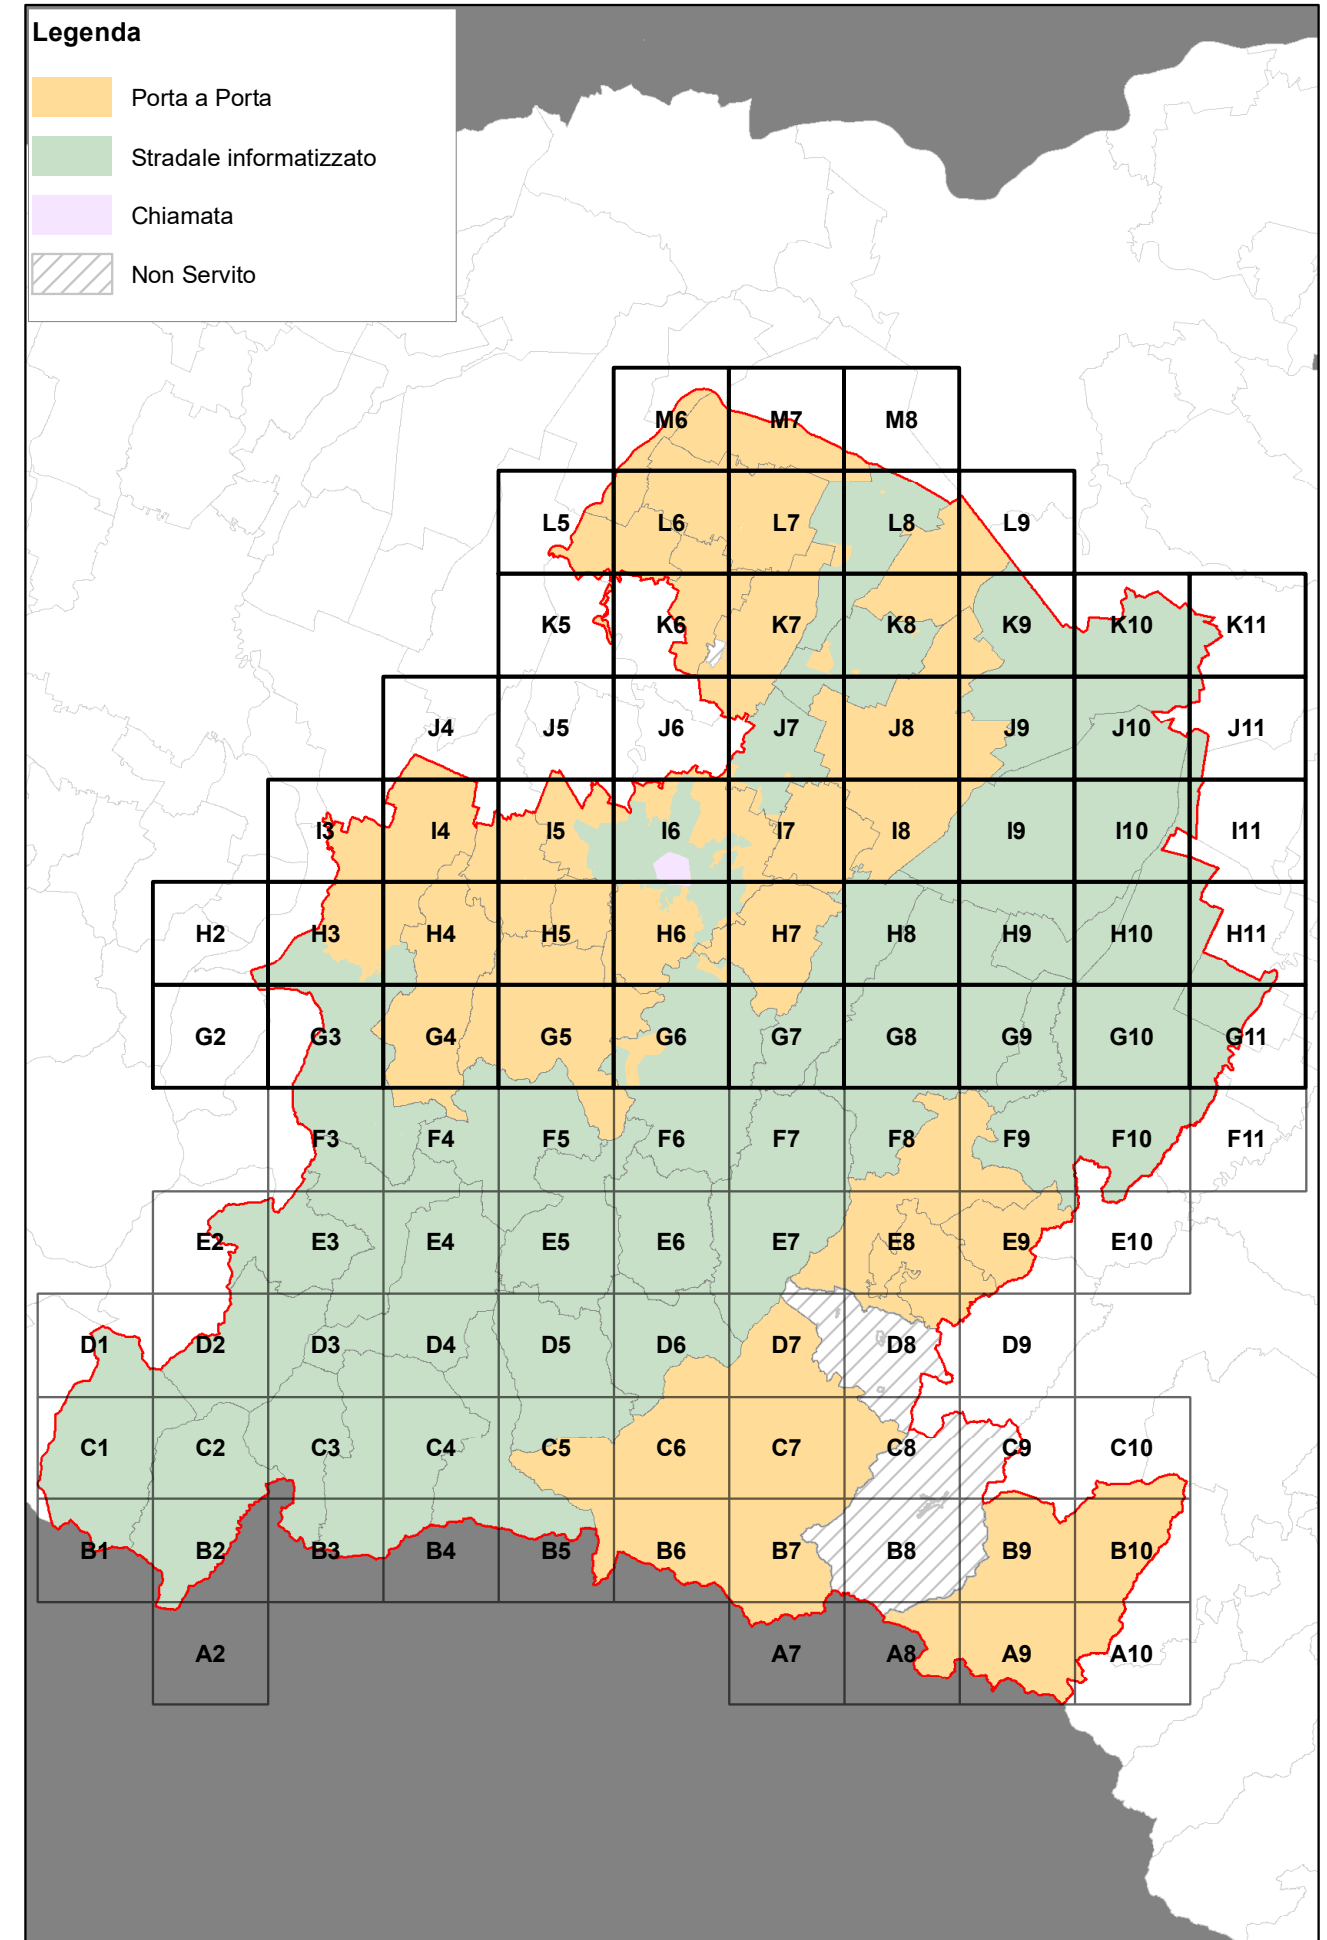 Legenda
Porta a Porta
Stradale informatizzato
Chiamata
Non Servito
M6 M7 M8
L5 L6 L7 L8 L9
K5 K6 K7 K8 K9 K10 K11
J4 J5 J6 J7 J8 J9 J10 J11
I3 I4 I5 I6 I7 I8 I9 I10 I11
H2 H3 H4 H5 H6 H7 H8 H9 H10 H11
G2 G3 G4 G5 G6 G7 G8 G9 G10 G11
F3 F4 F5 F6 F7 F8 F9 F10 F11
E2 E3 E4 E5 E6 E7 E8 E9 E10
D1 D2 D3 D4 D5 D6 D7 D8 D9
C1 C2 C3 C4 C5 C6 C7 C8 C9 C10
B1 B2 B3 B4 B5 B6 B7 B8 B9 B10
A2 A7 A8 A9 A10